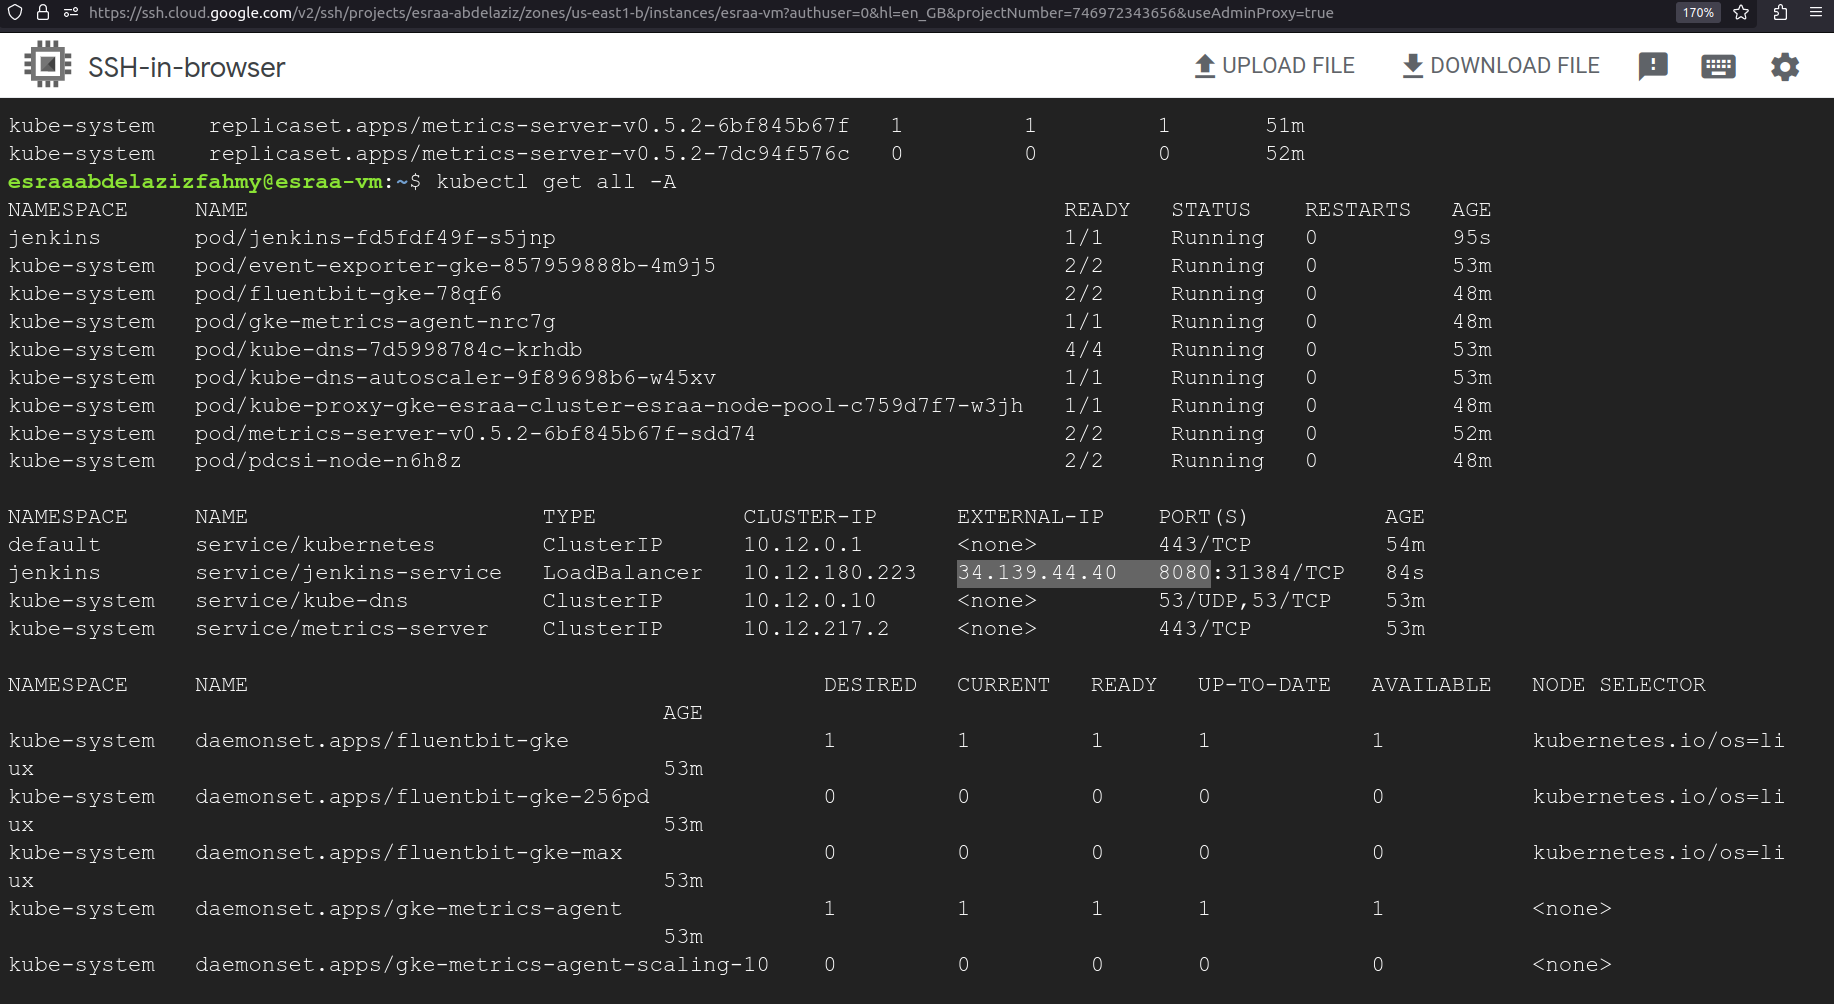 https://ssh.cloud.google.com/v2/ssh/projects/esraa-abdelaziz/zones/us-east1-b/instances/esraa-vm?authuser=0&hl=en_GB&projectNumber=746972343656&useAdminProxy=true 170%
SSH-in-browser UPLOAD FILE DOWNLOAD FILE
kube-system replicaset.apps/metrics-server-v0.5.2-6bf845b67f 1 1 1 51m
kube-system replicaset.apps/metrics-server-v0.5.2-7dc94f576c 0 0 0 52m
esraaabdelazizfahmy@esraa-vm:~$ kubectl get all -A
NAMESPACE NAME READY STATUS RESTARTS AGE
jenkins pod/jenkins-fd5fdf49f-s5jnp 1/1 Running 0 95s
kube-system pod/event-exporter-gke-857959888b-4m9j5 2/2 Running 0 53m
kube-system pod/fluentbit-gke-78qf6 2/2 Running 0 48m
kube-system pod/gke-metrics-agent-nrc7g 1/1 Running 0 48m
kube-system pod/kube-dns-7d5998784c-krhdb 4/4 Running 0 53m
kube-system pod/kube-dns-autoscaler-9f89698b6-w45xv 1/1 Running 0 53m
kube-system pod/kube-proxy-gke-esraa-cluster-esraa-node-pool-c759d7f7-w3jh 1/1 Running 0 48m
kube-system pod/metrics-server-v0.5.2-6bf845b67f-sdd74 2/2 Running 0 52m
kube-system pod/pdcsi-node-n6h8z 2/2 Running 0 48m
NAMESPACE NAME TYPE CLUSTER-IP EXTERNAL-IP PORT(S) AGE
default service/kubernetes ClusterIP 10.12.0.1 <none> 443/TCP 54m
jenkins service/jenkins-service LoadBalancer 10.12.180.223 34.139.44.40 8080:31384/TCP 84s
kube-system service/kube-dns ClusterIP 10.12.0.10 <none> 53/UDP,53/TCP 53m
kube-system service/metrics-server ClusterIP 10.12.217.2 <none> 443/TCP 53m
NAMESPACE NAME DESIRED CURRENT READY UP-TO-DATE AVAILABLE NODE SELECTOR
AGE
kube-system daemonset.apps/fluentbit-gke 1 1 1 1 1 kubernetes.io/os=li
ux 53m
kube-system daemonset.apps/fluentbit-gke-256pd 0 0 0 0 0 kubernetes.io/os=li
ux 53m
kube-system daemonset.apps/fluentbit-gke-max 0 0 0 0 0 kubernetes.io/os=li
ux 53m
kube-system daemonset.apps/gke-metrics-agent 1 1 1 1 1 <none>
53m
kube-system daemonset.apps/gke-metrics-agent-scaling-10 0 0 0 0 0 <none>